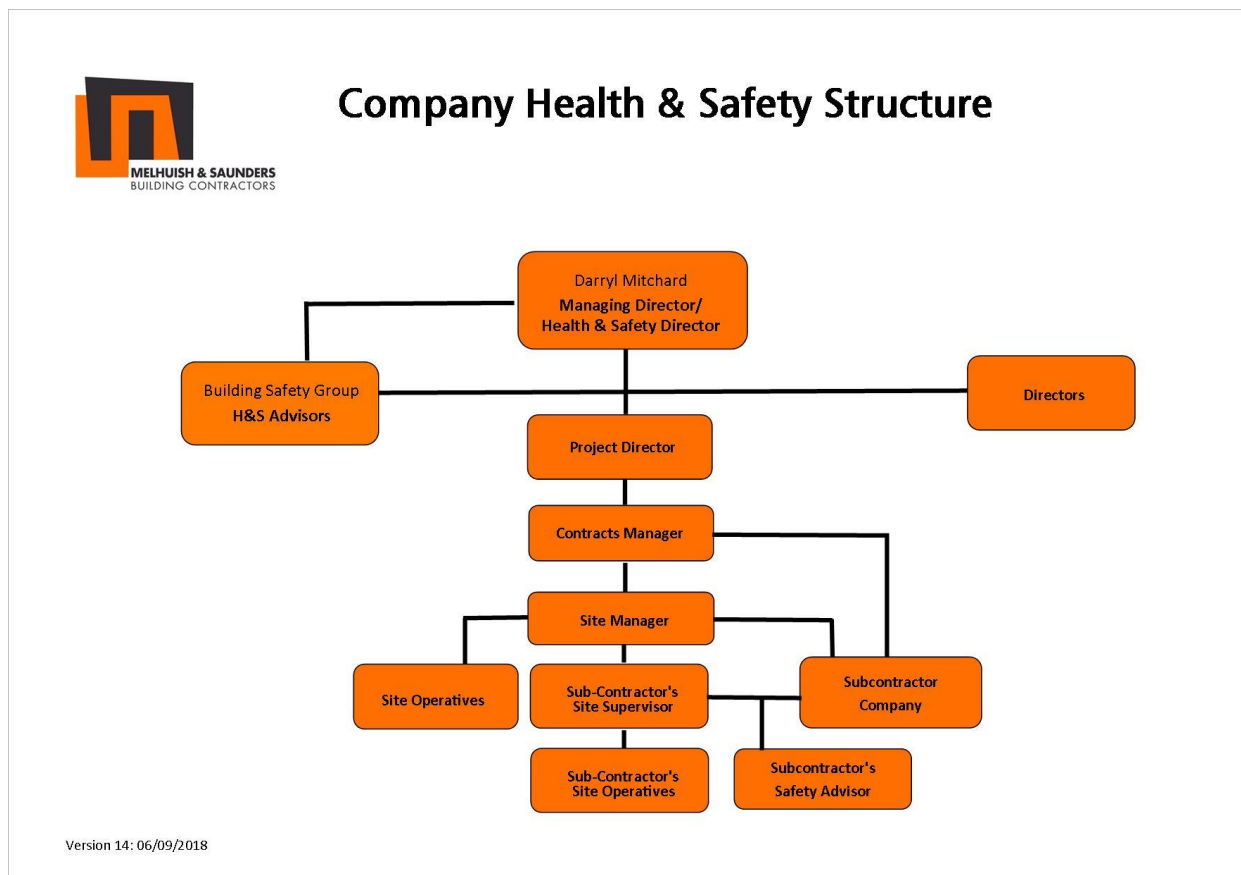 Company Health & Safety Structure
MELHUISH & SAUNDERS
BUILDING CONTRACTORS
Darryl Mitchard
Managing Director/
Health & Safety Director
Building Safety Group
H&S Advisors
Directors
Project Director
Contracts Manager
Site Manager
Site Operatives
Sub-Contractor's
Site Supervisor
Subcontractor
Company
Sub-Contractor's
Site Operatives
Subcontractor's
Safety Advisor
Version 14: 06/09/2018